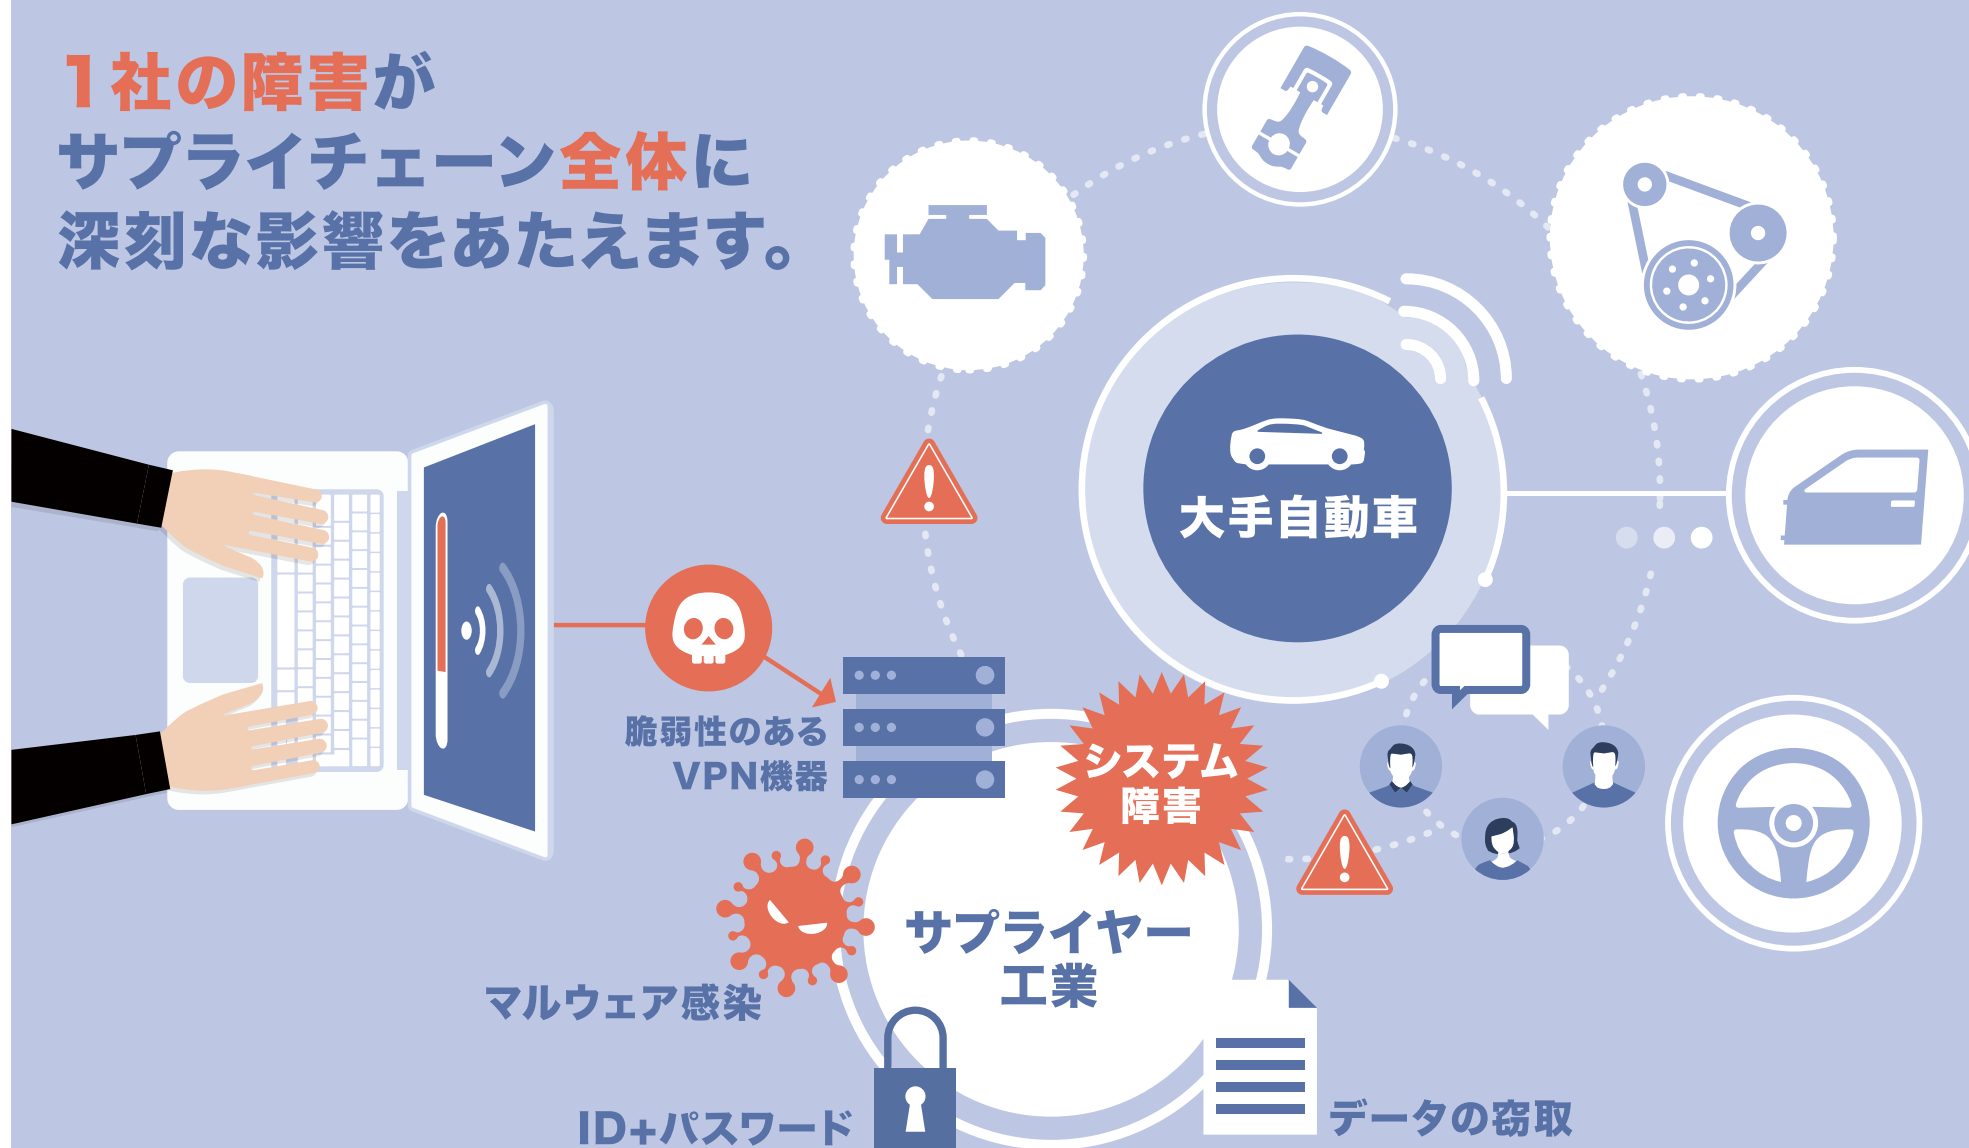 1社の障害が
サプライチェーン全体に
深刻な影響をあたえます。
大手自動車
脆弱性のある
VPN機器
システム
障害
サプライヤー
工業
マルウェア感染
ID+パスワード
データの窃取